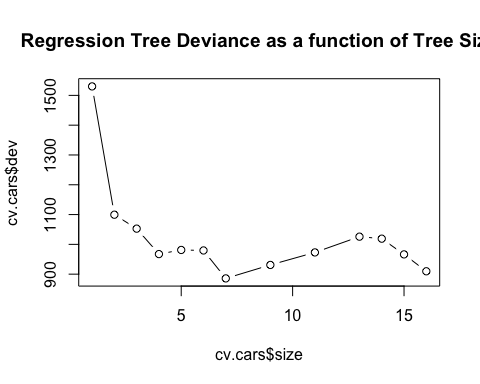 Regression Tree Deviance as a function of Tree Siz
cv.cars$dev
1500
1300
1100
900
5 10 15
cv.cars$size